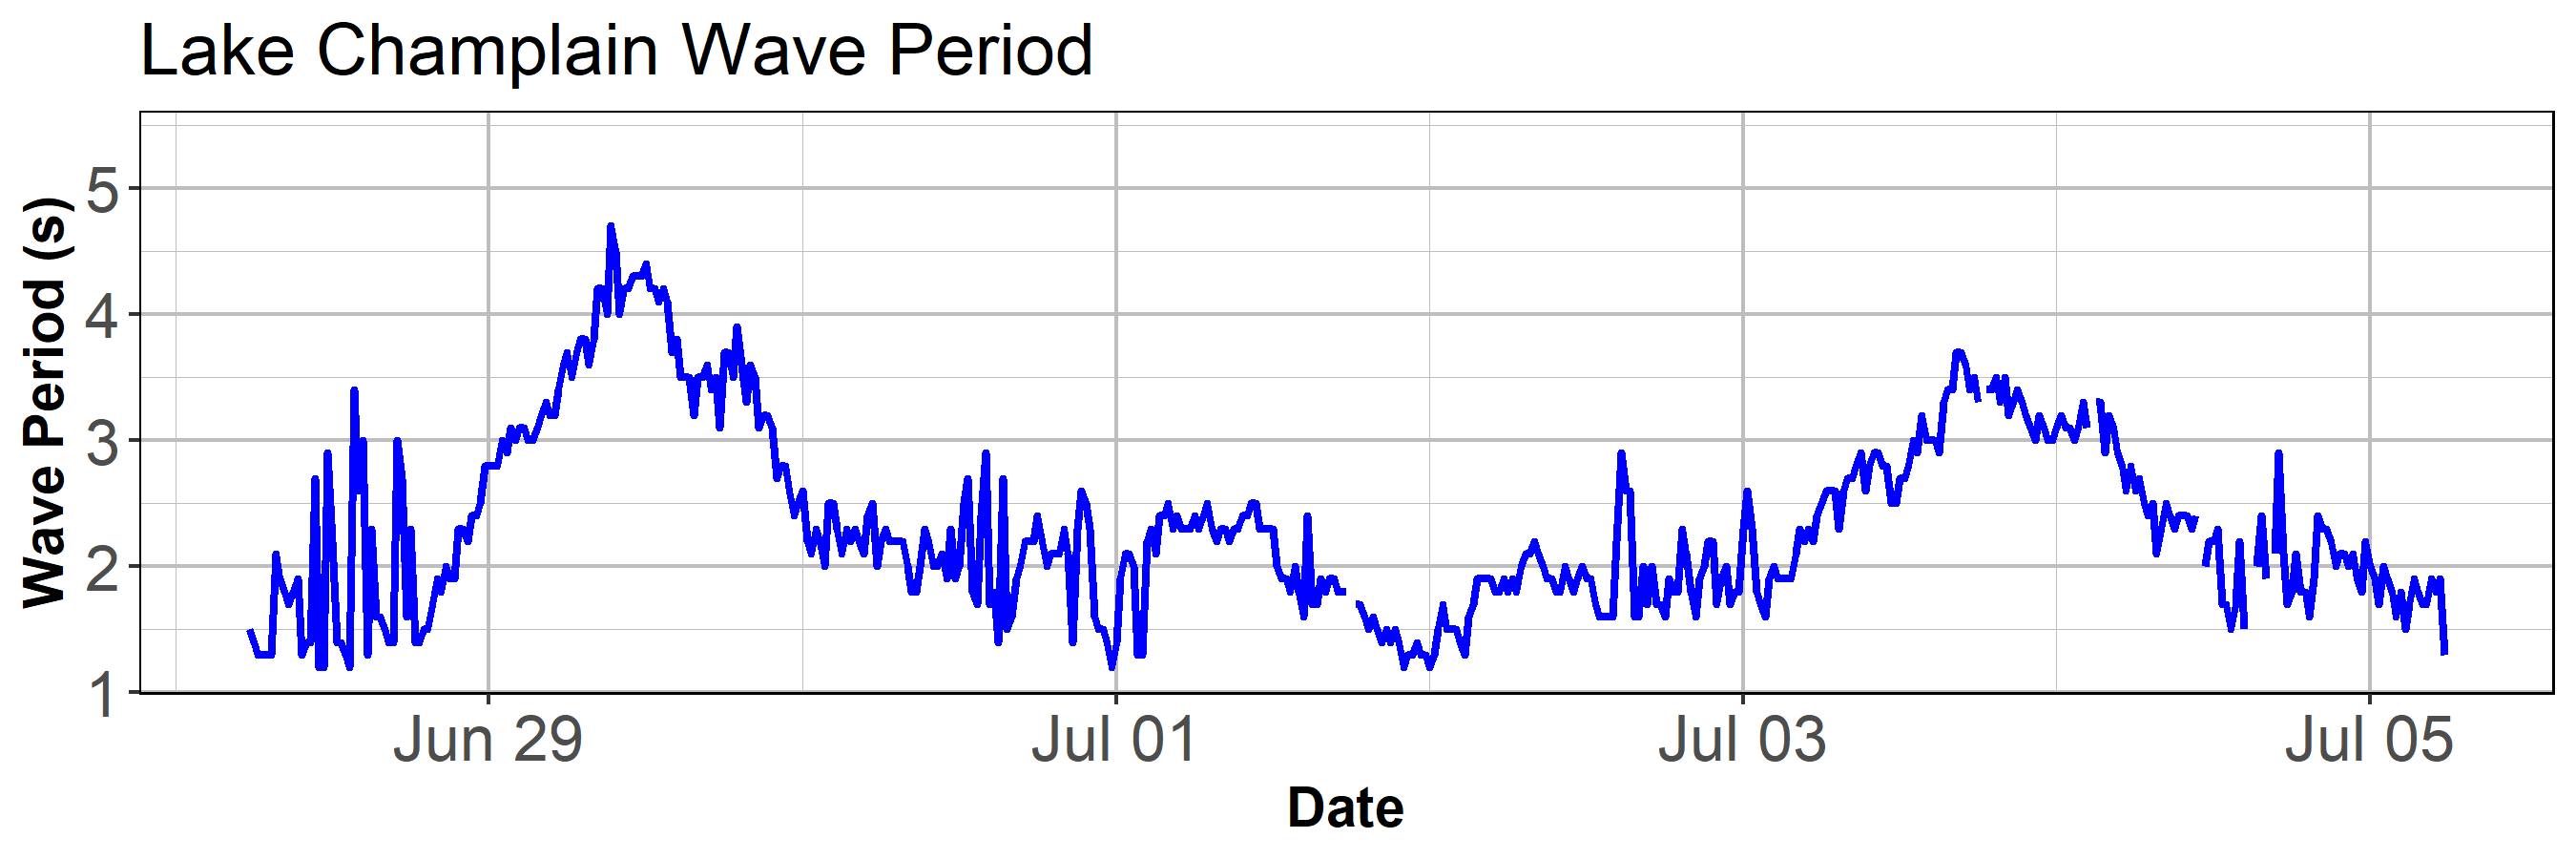 Lake Champlain Wave Period
Wave Period (s)
5
4
3
2
1
Jun 29
Jul 01
Jul 03
Jul 05
Date